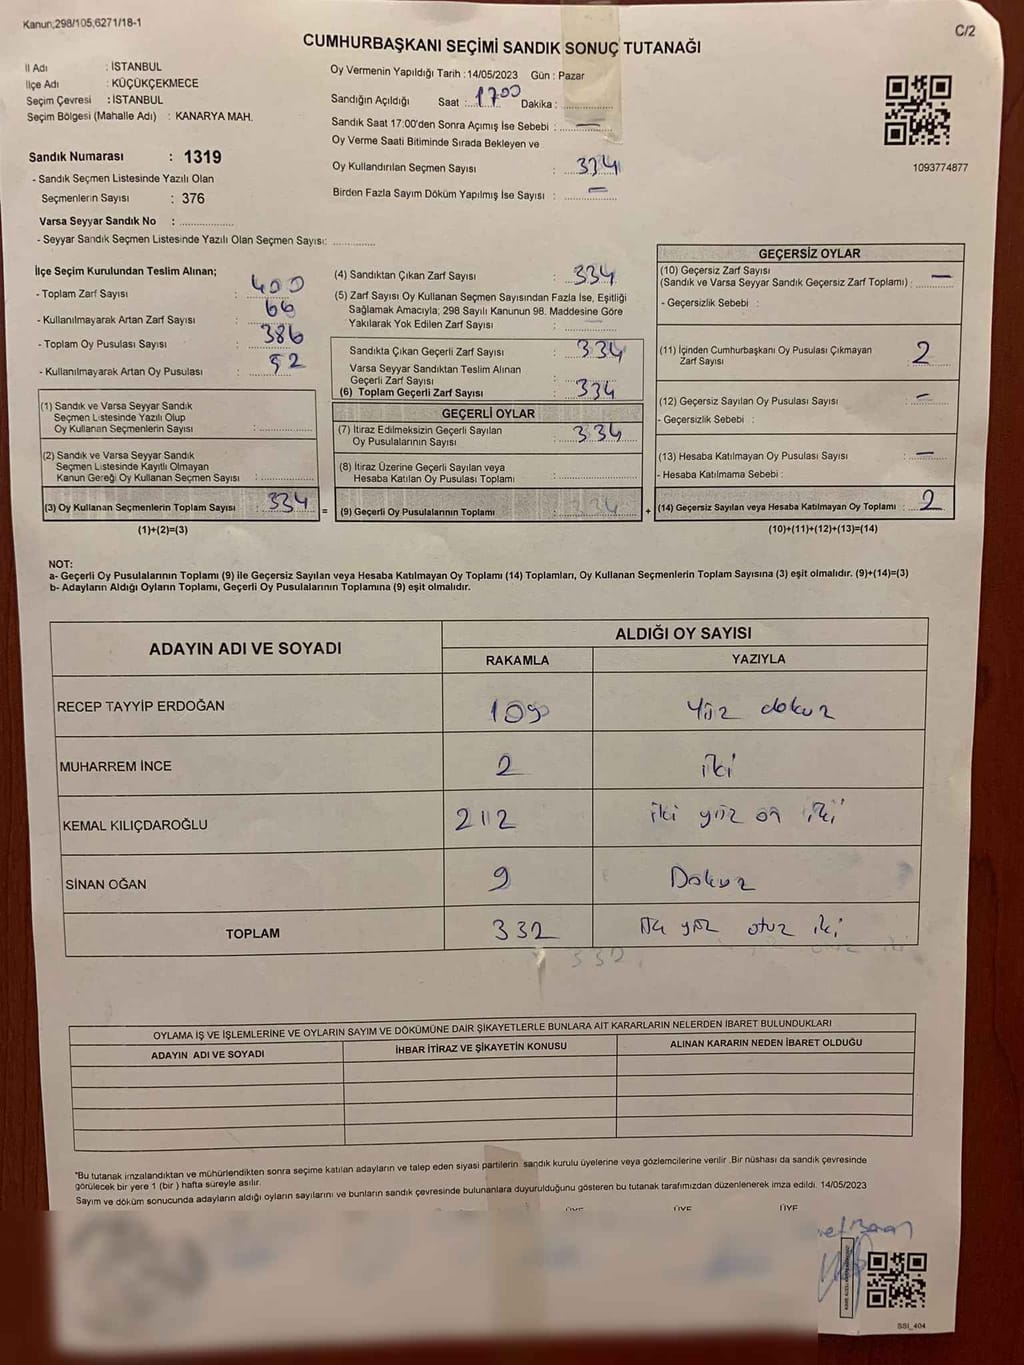 Kanun,298/105,6271/18-1
C/2
CUMHURBAŞKANI SEÇİMİ SANDIK SONUÇ TUTANAĞI
İl Adı : İSTANBUL
İlçe Adı : KÜÇÜKÇEKMECE
Seçim Çevresi : İSTANBUL
Seçim Bölgesi (Mahalle Adı) : KANARYA MAH.
Sandık Numarası : 1319
- Sandık Seçmen Listesinde Yazılı Olan
Seçmenlerin Sayısı : 376
Varsa Seyyar Sandık No :
- Seyyar Sandık Seçmen Listesinde Yazılı Olan Seçmen Sayısı:
Oy Vermenin Yapıldığı Tarih : 14/05/2023 Gün : Pazar
Sandığın Açıldığı Saat : 1700 Dakika :
Sandık Saat 17:00'den Sonra Açımış İse Sebebi : —
Oy Verme Saati Bitiminde Sırada Bekleyen ve
Oy Kullandırılan Seçmen Sayısı : 334
Birden Fazla Sayım Döküm Yapılmış İse Sayısı : —
1093774877
İlçe Seçim Kurulundan Teslim Alınan;
- Toplam Zarf Sayısı : 400
- Kullanılmayarak Artan Zarf Sayısı : 66
- Toplam Oy Pusulası Sayısı : 386
- Kullanılmayarak Artan Oy Pusulası : 52
(1) Sandık ve Varsa Seyyar Sandık
Seçmen Listesinde Yazılı Olup
Oy Kullanan Seçmenlerin Sayısı :
(2) Sandık ve Varsa Seyyar Sandık
Seçmen Listesinde Kayıtlı Olmayan
Kanun Gereği Oy Kullanan Seçmen Sayısı :
(3) Oy Kullanan Seçmenlerin Toplam Sayısı : 334
(1)+(2)=(3)
=
(4) Sandıktan Çıkan Zarf Sayısı : 334
(5) Zarf Sayısı Oy Kullanan Seçmen Sayısından Fazla İse, Eşitliği
Sağlamak Amacıyla; 298 Sayılı Kanunun 98. Maddesine Göre
Yakılarak Yok Edilen Zarf Sayısı :
Sandıkta Çıkan Geçerli Zarf Sayısı : 334
Varsa Seyyar Sandıktan Teslim Alınan
Geçerli Zarf Sayısı :
(6) Toplam Geçerli Zarf Sayısı : 334
GEÇERLİ OYLAR
(7) İtiraz Edilmeksizin Geçerli Sayılan
Oy Pusulalarının Sayısı : 334
(8) İtiraz Üzerine Geçerli Sayılan veya
Hesaba Katılan Oy Pusulası Toplamı :
(9) Geçerli Oy Pusulalarının Toplamı : 334
+
GEÇERSİZ OYLAR
(10) Geçersiz Zarf Sayısı
(Sandık ve Varsa Seyyar Sandık Geçersiz Zarf Toplamı) : —
- Geçersizlik Sebebi :
(11) İçinden Cumhurbaşkanı Oy Pusulası Çıkmayan
Zarf Sayısı : 2
(12) Geçersiz Sayılan Oy Pusulası Sayısı : —
- Geçersizlik Sebebi :
(13) Hesaba Katılmayan Oy Pusulası Sayısı : —
- Hesaba Katılmama Sebebi :
(14) Geçersiz Sayılan veya Hesaba Katılmayan Oy Toplamı : 2
(10)+(11)+(12)+(13)=(14)
NOT:
a- Geçerli Oy Pusulalarının Toplamı (9) ile Geçersiz Sayılan veya Hesaba Katılmayan Oy Toplamı (14) Toplamları, Oy Kullanan Seçmenlerin Toplam Sayısına (3) eşit olmalıdır. (9)+(14)=(3)
b- Adayların Aldığı Oyların Toplamı, Geçerli Oy Pusulalarının Toplamına (9) eşit olmalıdır.
ADAYIN ADI VE SOYADI
ALDIĞI OY SAYISI
RAKAMLA YAZIYLA
RECEP TAYYİP ERDOĞAN 109 Yüz dokuz
MUHARREM İNCE 2 iki
KEMAL KILIÇDAROĞLU 212 iki yüz on iki
SİNAN OĞAN 9 Dokuz
TOPLAM 332 yüz otuz iki
332
OYLAMA İŞ VE İŞLEMLERİNE VE OYLARIN SAYIM VE DÖKÜMÜNE DAİR ŞİKAYETLERLE BUNLARA AİT KARARLARIN NELERDEN İBARET BULUNDUKLARI
ADAYIN ADI VE SOYADI İHBAR İTİRAZ VE ŞİKAYETİN KONUSU ALINAN KARARIN NEDEN İBARET OLDUĞU
*Bu tutanak imzalandıktan ve mühürlendikten sonra seçime katılan adayların ve talep eden siyasi partilerin sandık kurulu üyelerine veya gözlemcilerine verilir .Bir nüshası da sandık çevresinde
görülecek bir yere 1 (bir ) hafta süreyle asılır.
Sayım ve döküm sonucunda adayların aldığı oyların sayılarını ve bunların sandık çevresinde bulunanlara duyurulduğunu gösteren bu tutanak tarafımızdan düzenlenerek imza edildi. 14/05/2023
ÜYE ÜYE ÜYE
SSI_404